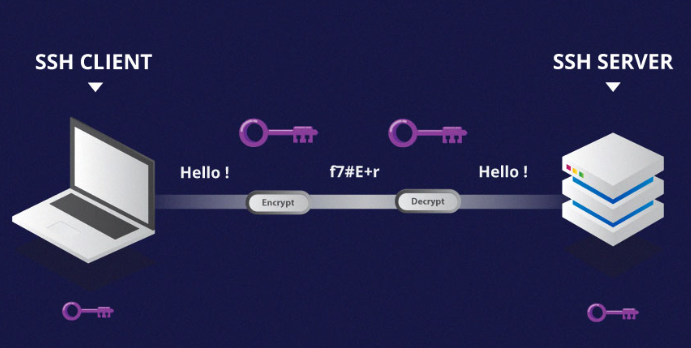 SSH CLIENT
SSH SERVER
Hello !
f7#E+r
Hello !
Encrypt
Decrypt